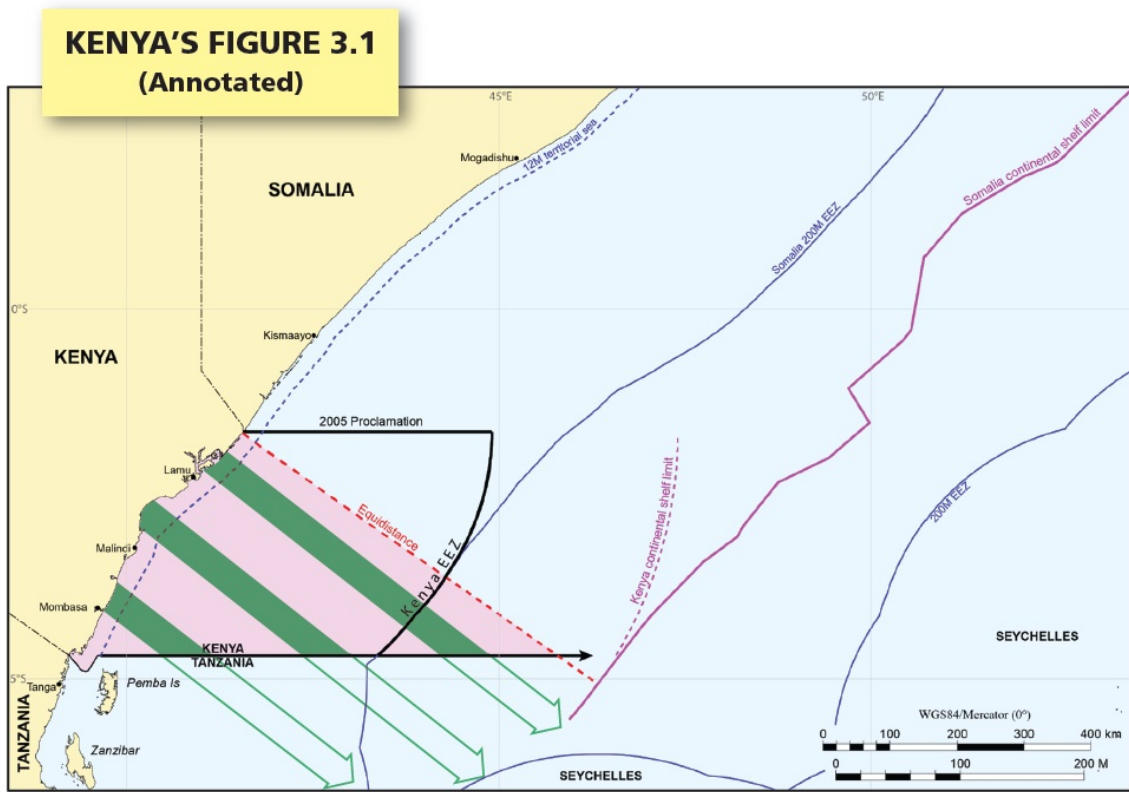 KENYA'S FIGURE 3.1
(Annotated)
45°E
50°E
Mogadishu
12M territorial sea
SOMALIA
Somalia continental shelf limit
Somalia 200M EEZ
0°S
Kismaayo
KENYA
2005 Proclamation
Lamu
Kenya continental shelf limit
200M EEZ
Equidistance
Malindi
Kenya EEZ
Mombasa
SEYCHELLES
KENYA
TANZANIA
5°S
Tanga
Pemba Is
TANZANIA
WGS84/Mercator (0°)
0 100 200 300 400 km
Zanzibar
SEYCHELLES
0 100 200 M